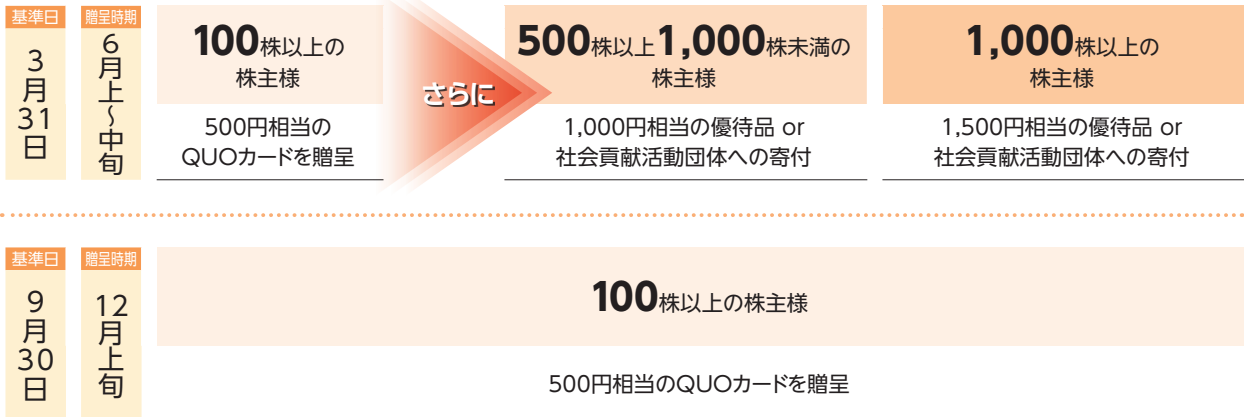 基準日
3月31日
贈呈時期
6月上～中旬
100株以上の
株主様
500円相当の
QUOカードを贈呈
さらに
500株以上1,000株未満の
株主様
1,000円相当の優待品 or
社会貢献活動団体への寄付
1,000株以上の
株主様
1,500円相当の優待品 or
社会貢献活動団体への寄付
基準日
9月30日
贈呈時期
12月上旬
100株以上の株主様
500円相当のQUOカードを贈呈